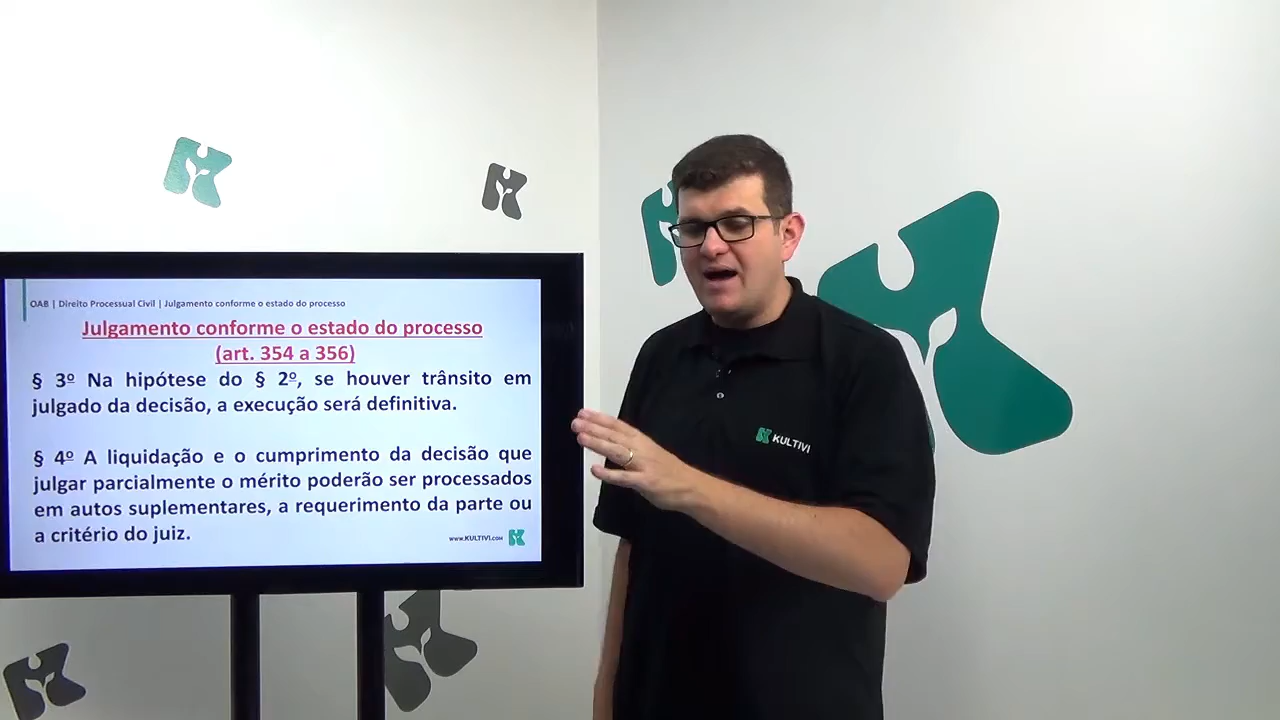 OAB | Direito Processual Civil | Julgamento conforme o estado do processo
Julgamento conforme o estado do processo
(art. 354 a 356)
§ 3º Na hipótese do § 2º, se houver trânsito em
julgado da decisão, a execução será definitiva.
§ 4º A liquidação e o cumprimento da decisão que
julgar parcialmente o mérito poderão ser processados
em autos suplementares, a requerimento da parte ou
a critério do juiz.
www.KULTIVI.com
KULTIVI